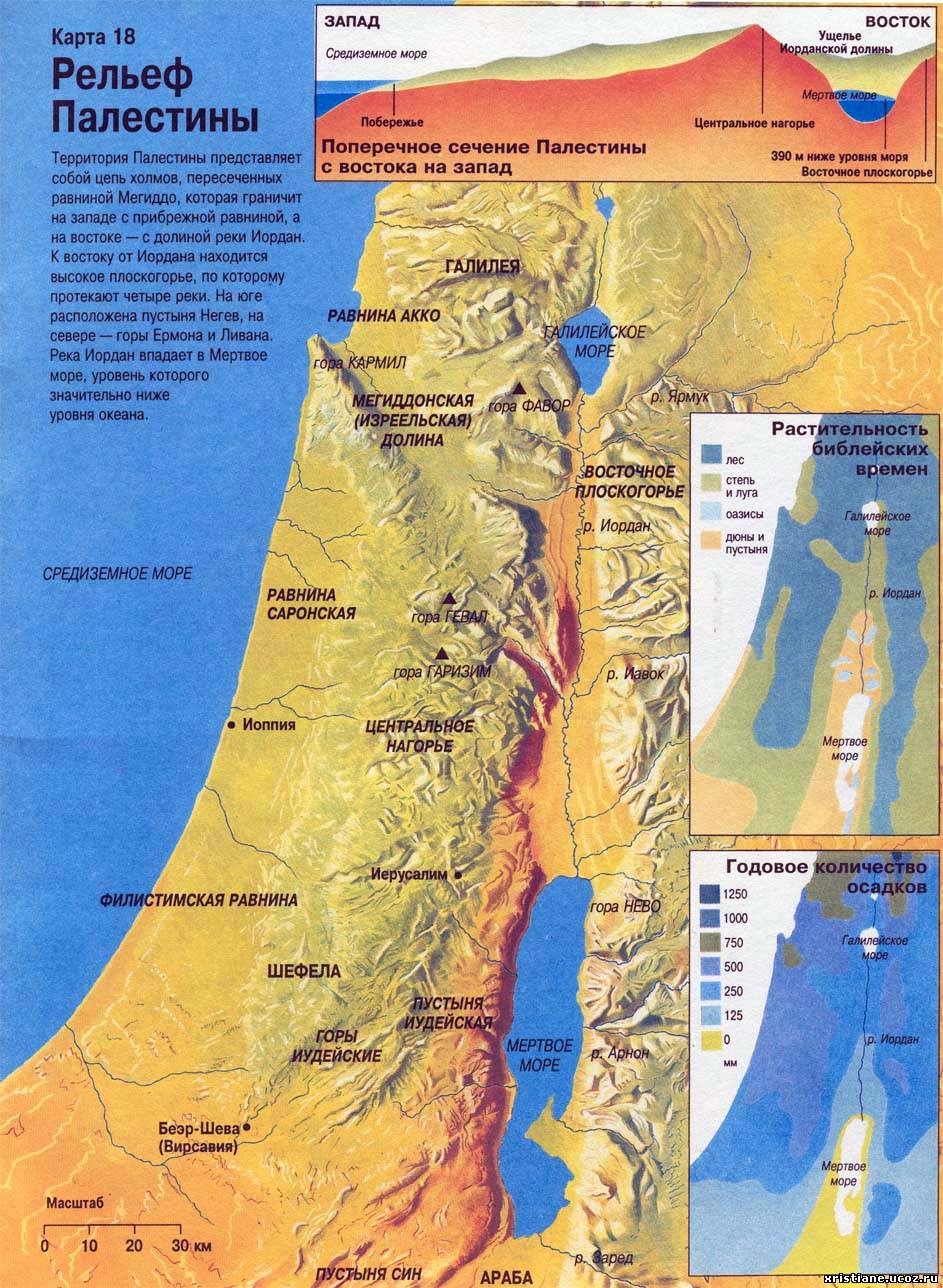 Карта 18
Рельеф
Палестины
Территория Палестины представляет
собой цепь холмов, пересеченных
равниной Мегиддо, которая граничит
на западе с прибрежной равниной, а
на востоке — с долиной реки Иордан.
К востоку от Иордана находится
высокое плоскогорье, по которому
протекают четыре реки. На юге
расположена пустыня Негев, на
севере — горы Ермона и Ливана.
Река Иордан впадает в Мертвое
море, уровень которого
значительно ниже
уровня океана.
ЗАПАД
ВОСТОК
Средиземное море
Ущелье
Иорданской долины
Мертвое море
Побережье
Центральное нагорье
390 м ниже уровня моря
Восточное плоскогорье
Поперечное сечение Палестины
с востока на запад
ГАЛИЛЕЯ
РАВНИНА АККО
ГАЛИЛЕЙСКОЕ
МОРЕ
гора КАРМИЛ
МЕГИДДОНСКАЯ
(ИЗРЕЕЛЬСКАЯ)
ДОЛИНА
гора ФАВОР
р. Ярмук
ВОСТОЧНОЕ
ПЛОСКОГОРЬЕ
р. Иордан
СРЕДИЗЕМНОЕ МОРЕ
РАВНИНА
САРОНСКАЯ
гора ГЕВАЛ
гора ГАРИЗИМ
р. Иавок
Иоппия
ЦЕНТРАЛЬНОЕ
НАГОРЬЕ
Иерусалим
ФИЛИСТИМСКАЯ РАВНИНА
гора НЕВО
ШЕФЕЛА
ПУСТЫНЯ
ИУДЕЙСКАЯ
ГОРЫ
ИУДЕЙСКИЕ
МЕРТВОЕ
МОРЕ
р. Арнон
Беэр-Шева
(Вирсавия)
Масштаб
0 10 20 30 км
ПУСТЫНЯ СИН
АРАБА
р. Заред
Растительность
библейских
времен
лес
степь
и луга
оазисы
дюны и
пустыня
Галилейское
море
р. Иордан
Мертвое
море
Годовое количество
осадков
1250
1000
750
500
250
125
0
мм
Галилейское
море
р. Иордан
Мертвое
море
xristiane.ucoz.ru